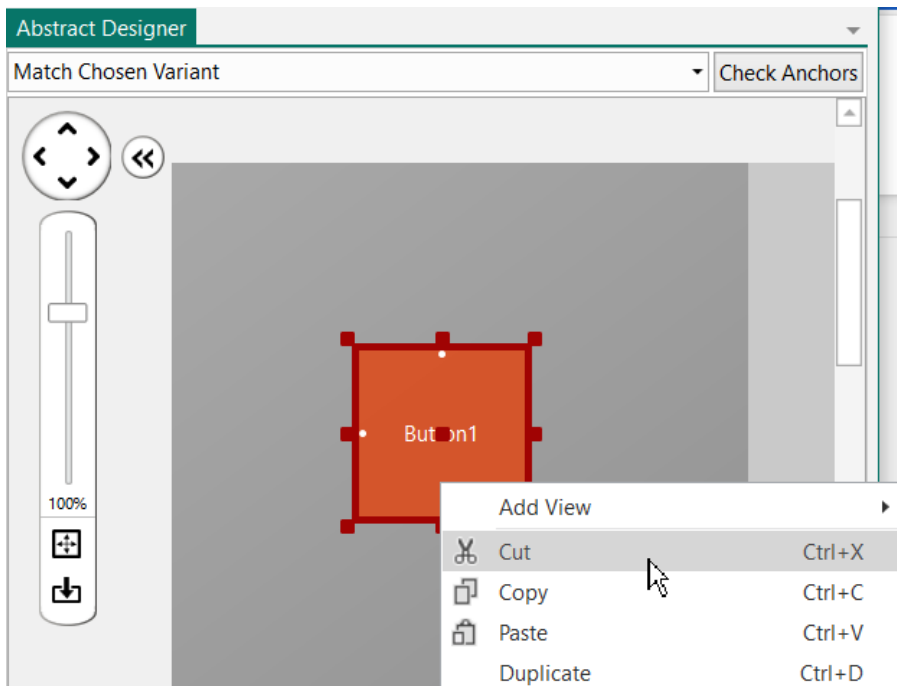 Abstract Designer
Match Chosen Variant
Check Anchors
100%
Button1
Add View
Cut Ctrl+X
Copy Ctrl+C
Paste Ctrl+V
Duplicate Ctrl+D